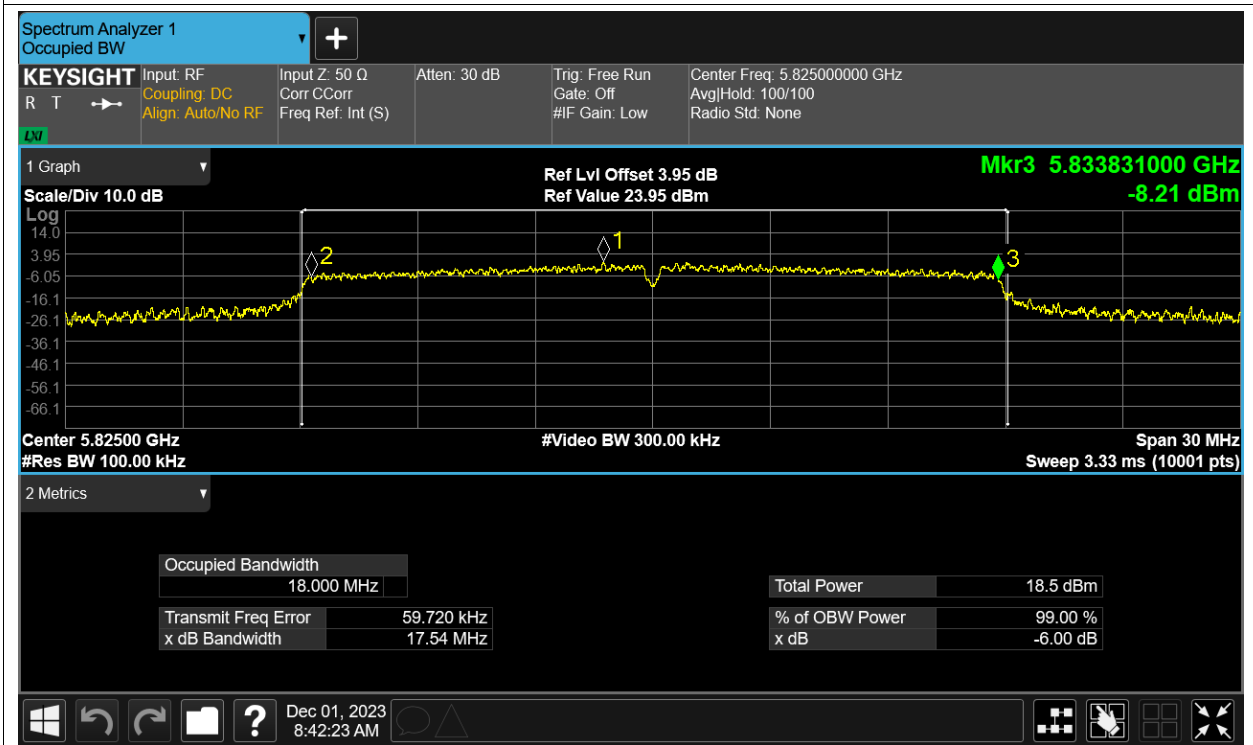 Spectrum Analyzer 1
Occupied BW
KEYSIGHT
R T
LXI
Input: RF
Coupling: DC
Align: Auto/No RF
Input Z: 50 Ω
Corr CCorr
Freq Ref: Int (S)
Atten: 30 dB
Trig: Free Run
Gate: Off
#IF Gain: Low
Center Freq: 5.825000000 GHz
Avg|Hold: 100/100
Radio Std: None
1 Graph
Scale/Div 10.0 dB
Ref Lvl Offset 3.95 dB
Ref Value 23.95 dBm
Mkr3 5.833831000 GHz
-8.21 dBm
Log
14.0
3.95
-6.05
-16.1
-26.1
-36.1
-46.1
-56.1
-66.1
1
2
3
Center 5.82500 GHz
#Res BW 100.00 kHz
#Video BW 300.00 kHz
Span 30 MHz
Sweep 3.33 ms (10001 pts)
2 Metrics
Occupied Bandwidth
18.000 MHz
Transmit Freq Error 59.720 kHz
x dB Bandwidth 17.54 MHz
Total Power 18.5 dBm
% of OBW Power 99.00 %
x dB -6.00 dB
?
Dec 01, 2023
8:42:23 AM